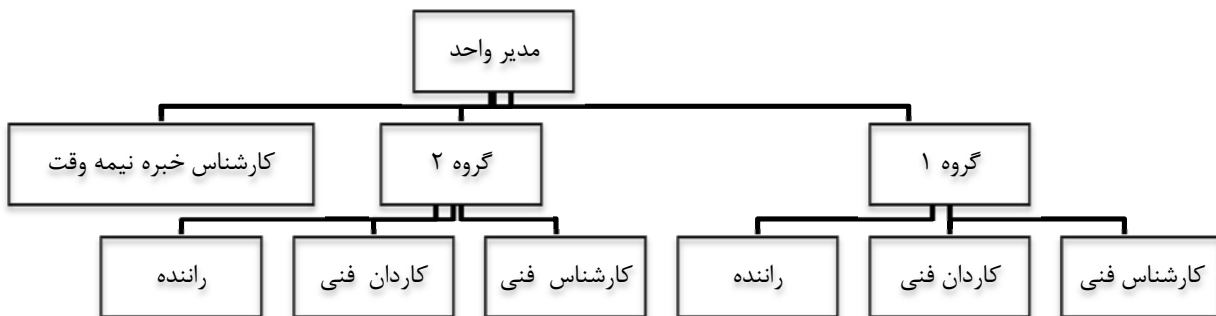 مدیر واحد
گروه ۱
گروه ۲
کارشناس خبره نیمه وقت
کارشناس فنی
کاردان فنی
راننده
کارشناس فنی
کاردان فنی
راننده